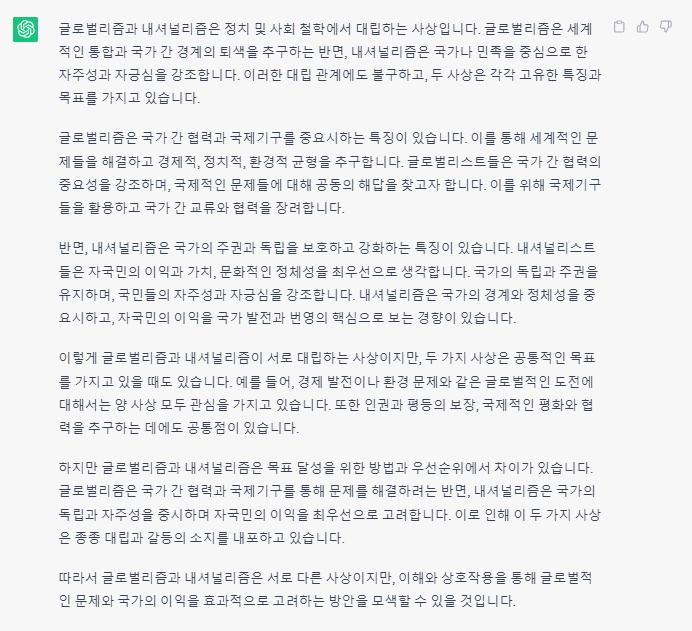 글로벌리즘과 내셔널리즘은 정치 및 사회 철학에서 대립하는 사상입니다. 글로벌리즘은 세계
적인 통합과 국가 간 경계의 퇴색을 추구하는 반면, 내셔널리즘은 국가나 민족을 중심으로 한
자주성과 자긍심을 강조합니다. 이러한 대립 관계에도 불구하고, 두 사상은 각각 고유한 특징과
목표를 가지고 있습니다.
글로벌리즘은 국가 간 협력과 국제기구를 중요시하는 특징이 있습니다. 이를 통해 세계적인 문
제들을 해결하고 경제적, 정치적, 환경적 균형을 추구합니다. 글로벌리스트들은 국가 간 협력의
중요성을 강조하며, 국제적인 문제들에 대해 공동의 해답을 찾고자 합니다. 이를 위해 국제기구
들을 활용하고 국가 간 교류와 협력을 장려합니다.
반면, 내셔널리즘은 국가의 주권과 독립을 보호하고 강화하는 특징이 있습니다. 내셔널리스트
들은 자국민의 이익과 가치, 문화적인 정체성을 최우선으로 생각합니다. 국가의 독립과 주권을
유지하며, 국민들의 자주성과 자긍심을 강조합니다. 내셔널리즘은 국가의 경계와 정체성을 중
요시하고, 자국민의 이익을 국가 발전과 번영의 핵심으로 보는 경향이 있습니다.
이렇게 글로벌리즘과 내셔널리즘이 서로 대립하는 사상이지만, 두 가지 사상은 공통적인 목표
를 가지고 있을 때도 있습니다. 예를 들어, 경제 발전이나 환경 문제와 같은 글로벌적인 도전에
대해서는 양 사상 모두 관심을 가지고 있습니다. 또한 인권과 평등의 보장, 국제적인 평화와 협
력을 추구하는 데에도 공통점이 있습니다.
하지만 글로벌리즘과 내셔널리즘은 목표 달성을 위한 방법과 우선순위에서 차이가 있습니다.
글로벌리즘은 국가 간 협력과 국제기구를 통해 문제를 해결하려는 반면, 내셔널리즘은 국가의
독립과 자주성을 중시하며 자국민의 이익을 최우선으로 고려합니다. 이로 인해 이 두 가지 사상
은 종종 대립과 갈등의 소지를 내포하고 있습니다.
따라서 글로벌리즘과 내셔널리즘은 서로 다른 사상이지만, 이해와 상호작용을 통해 글로벌적
인 문제와 국가의 이익을 효과적으로 고려하는 방안을 모색할 수 있을 것입니다.